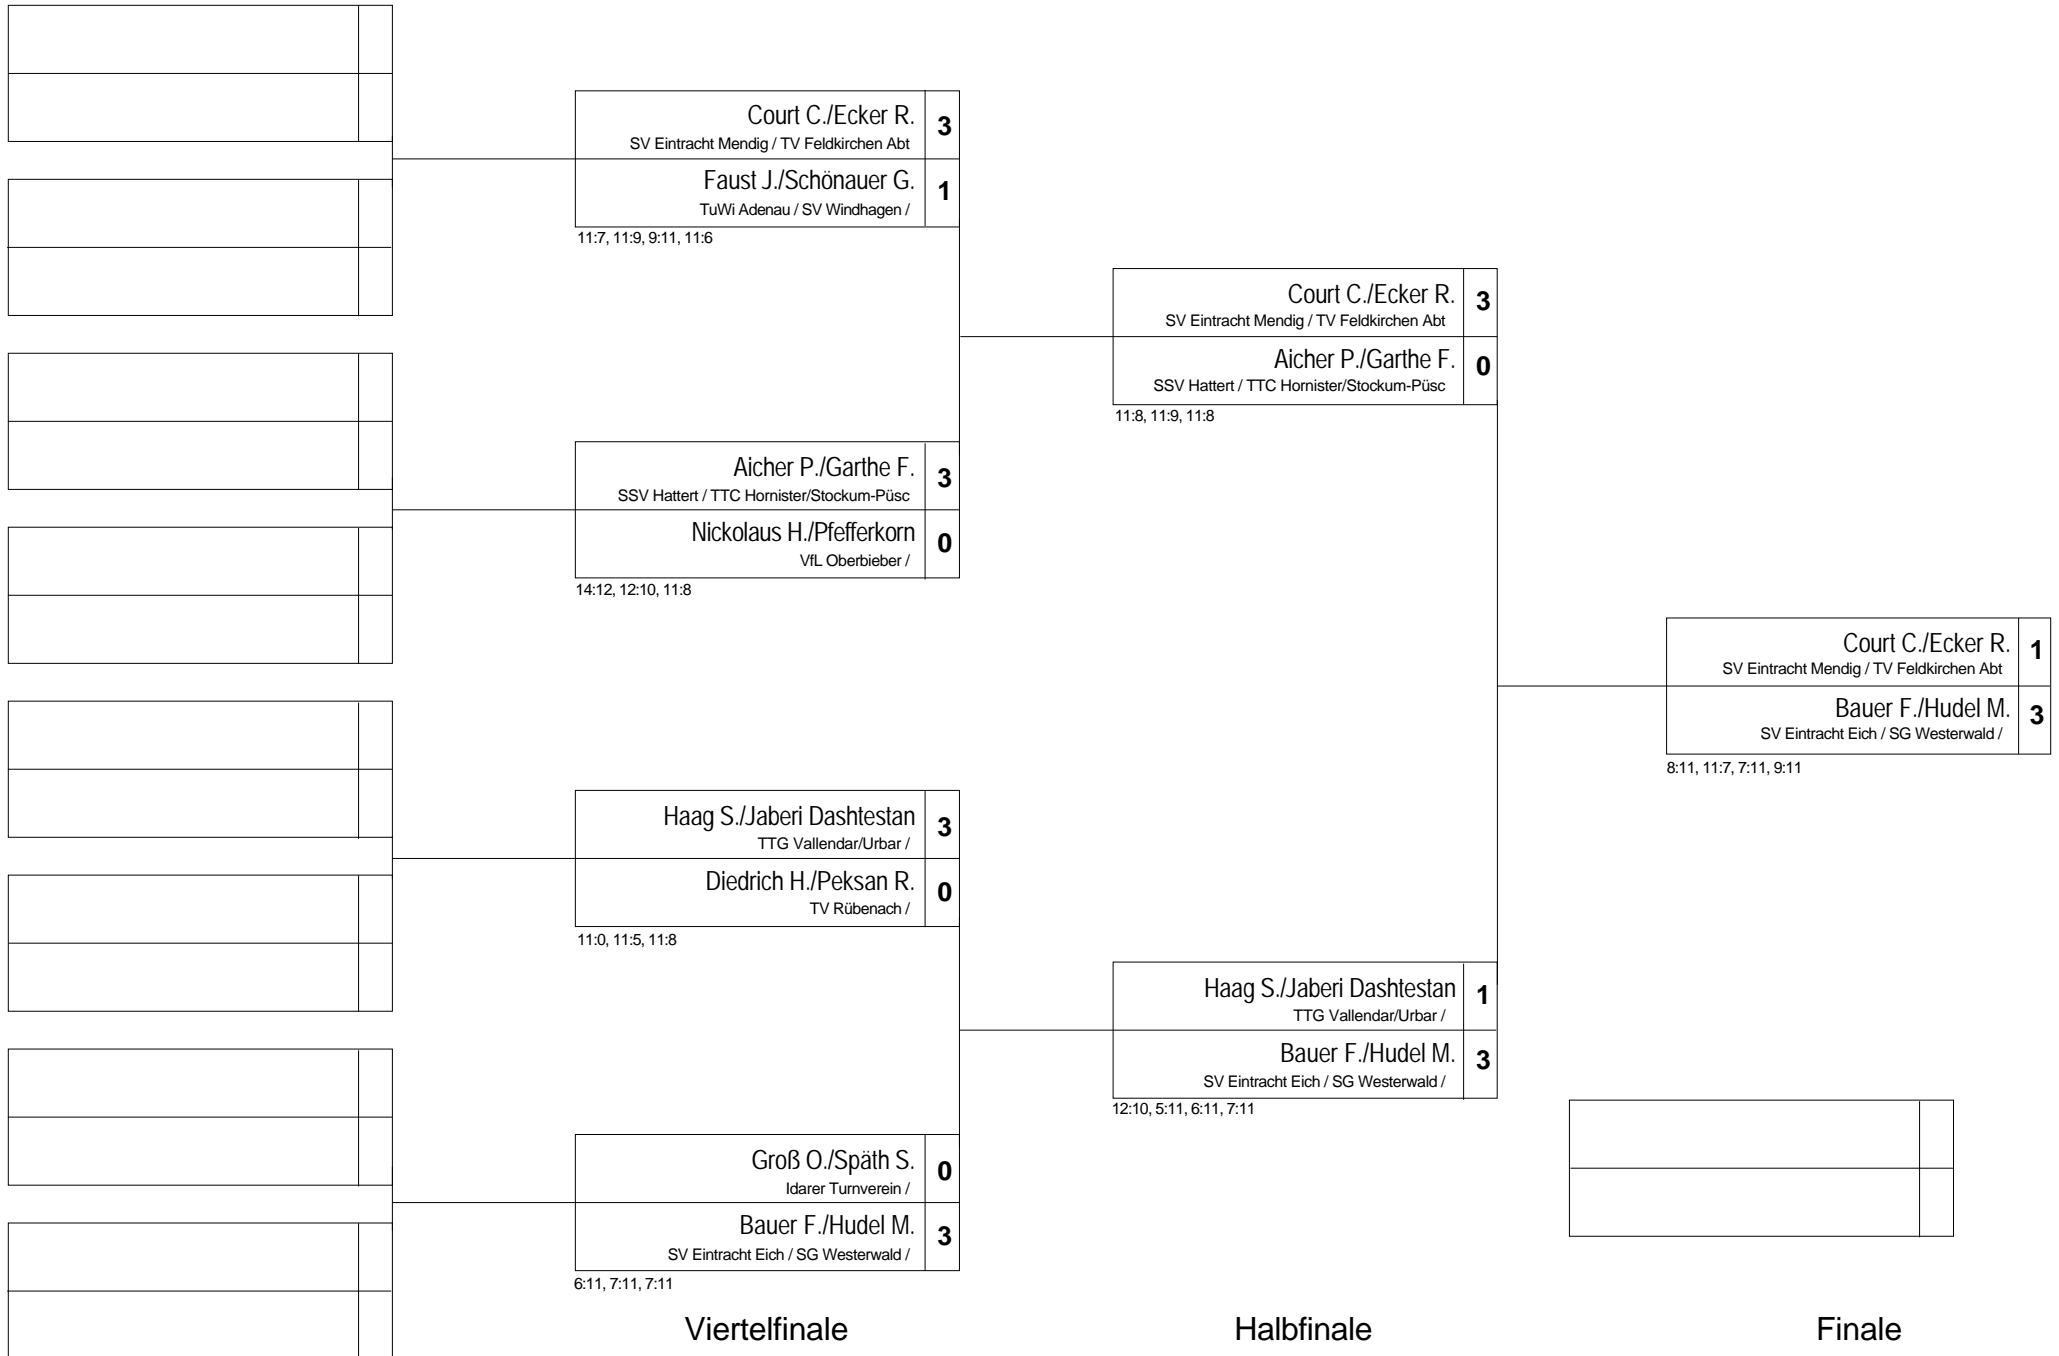 Court C./Ecker R. 3
SV Eintracht Mendig / TV Feldkirchen Abt
Faust J./Schönauer G. 1
TuWi Adenau / SV Windhagen /
11:7, 11:9, 9:11, 11:6
Aicher P./Garthe F. 3
SSV Hattert / TTC Hornister/Stockum-Püsc
Nickolaus H./Pfefferkorn 0
VfL Oberbieber /
14:12, 12:10, 11:8
Haag S./Jaberi Dashtestan 3
TTG Vallendar/Urbar /
Diedrich H./Peksan R. 0
TV Rübenach /
11:0, 11:5, 11:8
Groß O./Späth S. 0
Idarer Turnverein /
Bauer F./Hudel M. 3
SV Eintracht Eich / SG Westerwald /
6:11, 7:11, 7:11
Viertelfinale
Court C./Ecker R. 3
SV Eintracht Mendig / TV Feldkirchen Abt
Aicher P./Garthe F. 0
SSV Hattert / TTC Hornister/Stockum-Püsc
11:8, 11:9, 11:8
Haag S./Jaberi Dashtestan 1
TTG Vallendar/Urbar /
Bauer F./Hudel M. 3
SV Eintracht Eich / SG Westerwald /
12:10, 5:11, 6:11, 7:11
Halbfinale
Court C./Ecker R. 1
SV Eintracht Mendig / TV Feldkirchen Abt
Bauer F./Hudel M. 3
SV Eintracht Eich / SG Westerwald /
8:11, 11:7, 7:11, 9:11
Finale